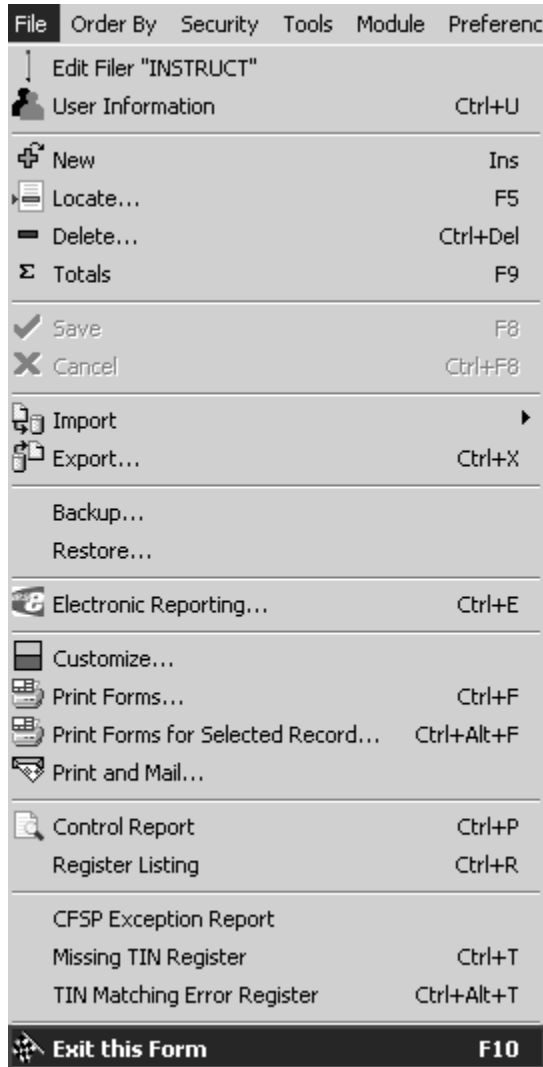 File Order By Security Tools Module Preferenc
Edit Filer "INSTRUCT"
User Information Ctrl+U
New Ins
Locate... F5
Delete... Ctrl+Del
Σ Totals F9
Save F8
Cancel Ctrl+F8
Import
Export... Ctrl+X
Backup...
Restore...
Electronic Reporting... Ctrl+E
Customize...
Print Forms... Ctrl+F
Print Forms for Selected Record... Ctrl+Alt+F
Print and Mail...
Control Report Ctrl+P
Register Listing Ctrl+R
CFSP Exception Report
Missing TIN Register Ctrl+T
TIN Matching Error Register Ctrl+Alt+T
Exit this Form F10